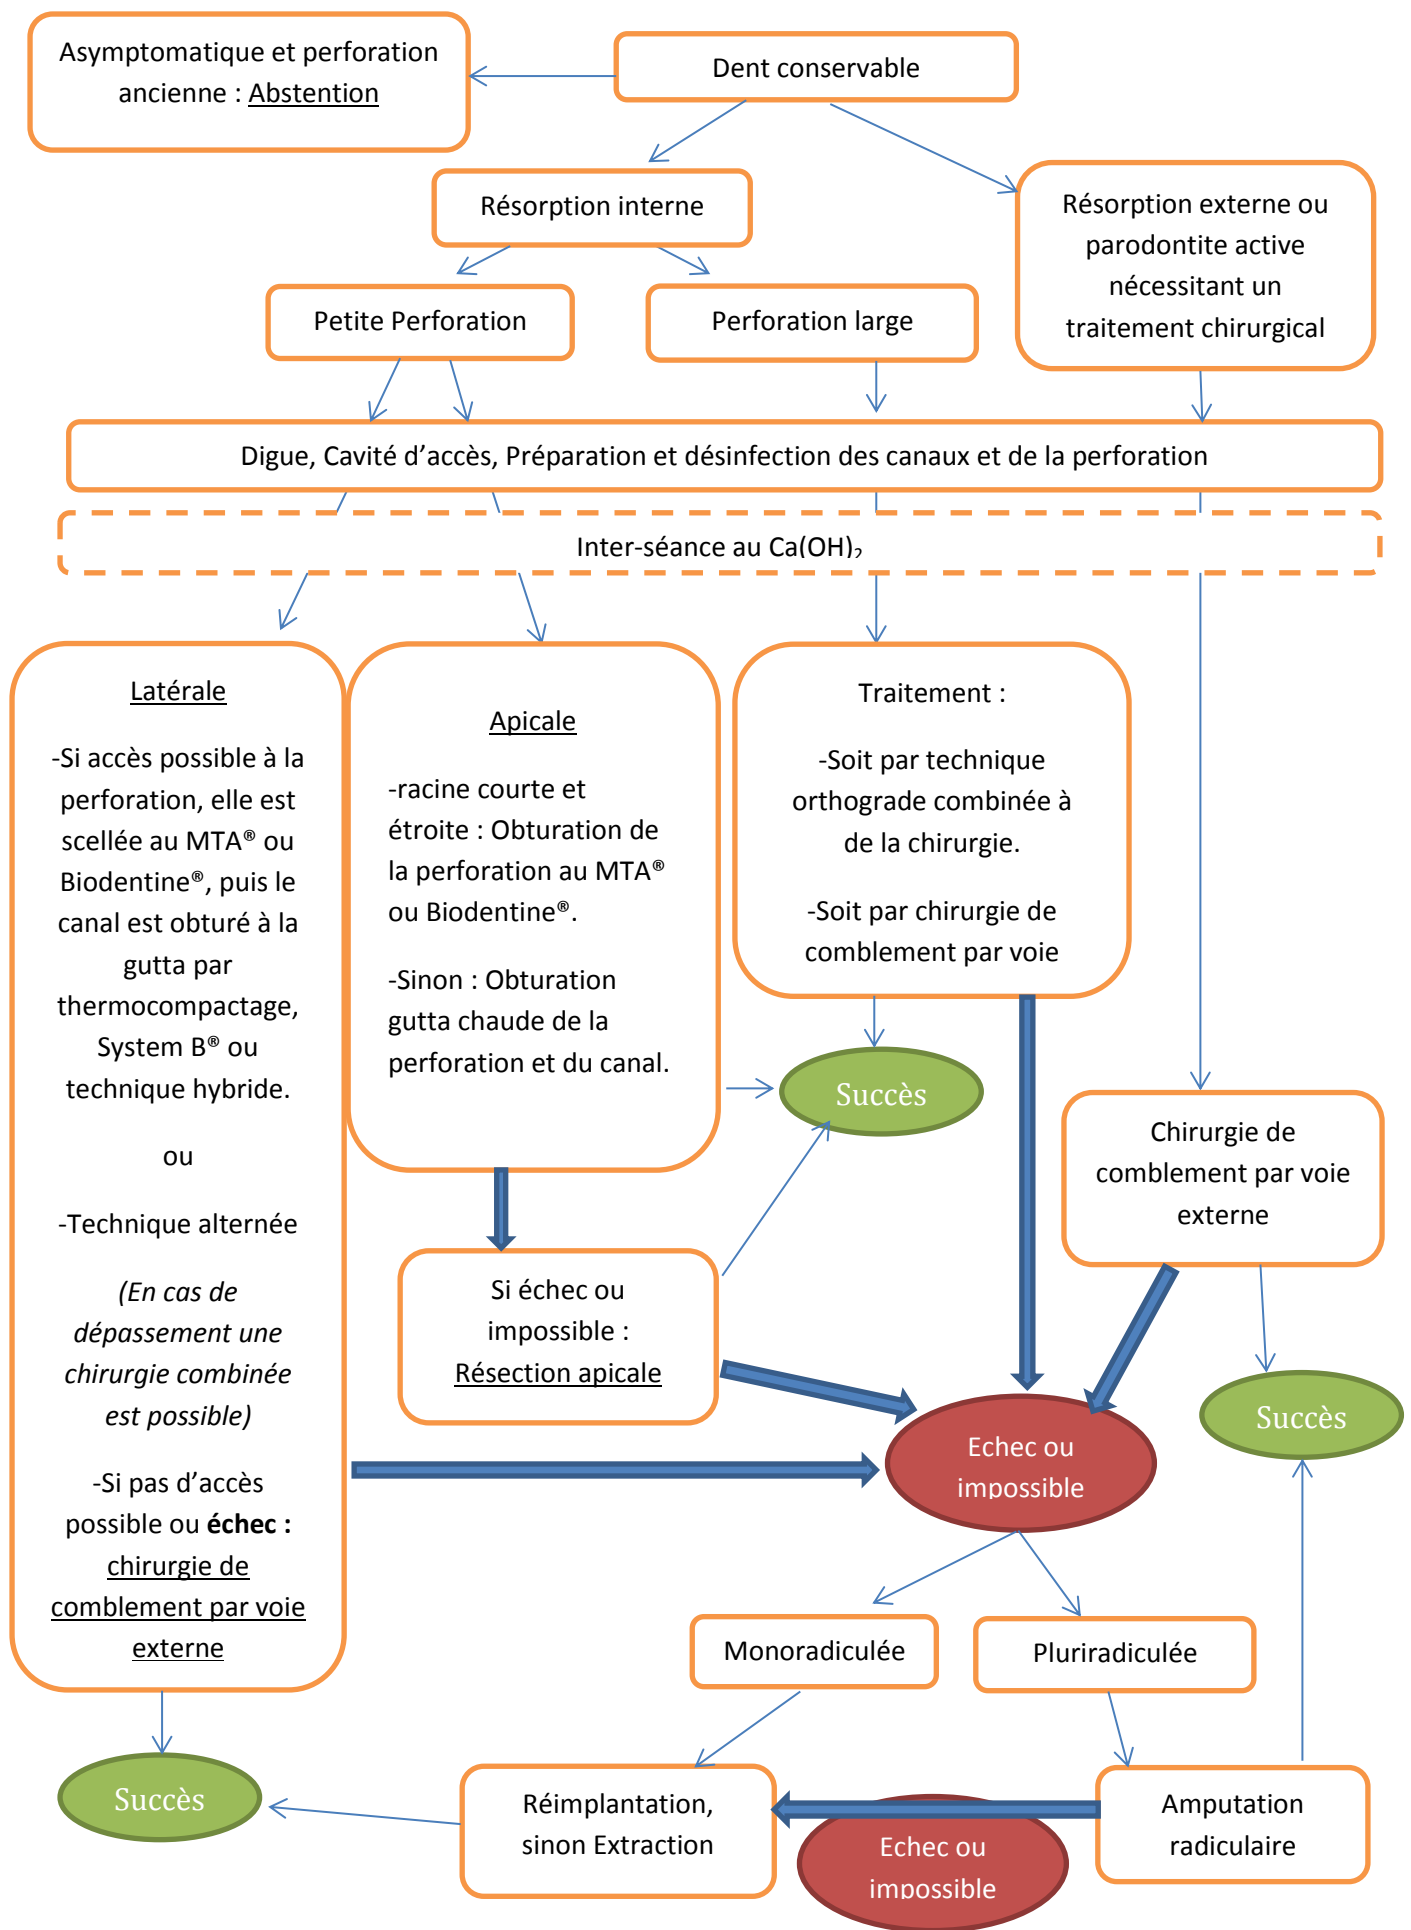 Asymptomatique et perforation
ancienne : Abstention
Dent conservable
Résorption interne
Résorption externe ou
parodontite active
nécessitant un
traitement chirurgical
Petite Perforation
Perforation large
Digue, Cavité d’accès, Préparation et désinfection des canaux et de la perforation
Inter-séance au Ca(OH)₂
Latérale
-Si accès possible à la
perforation, elle est
scellée au MTA® ou
Biodentine®, puis le
canal est obturé à la
gutta par
thermocompactage,
System B® ou
technique hybride.
ou
-Technique alternée
(En cas de
dépassement une
chirurgie combinée
est possible)
-Si pas d’accès
possible ou échec :
chirurgie de
comblement par voie
externe
Apicale
-racine courte et
étroite : Obturation de
la perforation au MTA®
ou Biodentine®.
-Sinon : Obturation
gutta chaude de la
perforation et du canal.
Traitement :
-Soit par technique
orthograde combinée à
de la chirurgie.
-Soit par chirurgie de
comblement par voie
Succès
Chirurgie de
comblement par voie
externe
Si échec ou
impossible :
Résection apicale
Succès
Echec ou
impossible
Monoradiculée
Pluriradiculée
Succès
Réimplantation,
sinon Extraction
Echec ou
impossible
Amputation
radiculaire